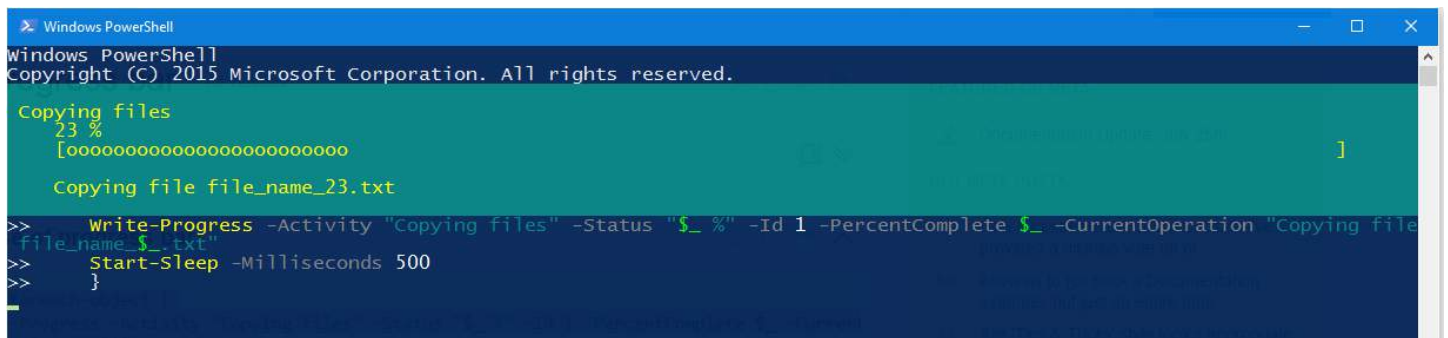 Windows PowerShell
Windows PowerShell
Copyright (C) 2015 Microsoft Corporation. All rights reserved.
Copying files
23 %
[oooooooooooooooooooooooo ]
Copying file file_name_23.txt
>> Write-Progress -Activity "Copying files" -Status "$_ %" -Id 1 -PercentComplete $_ -CurrentOperation "Copying file
file_name_$_.txt"
>> Start-Sleep -Milliseconds 500
>> }